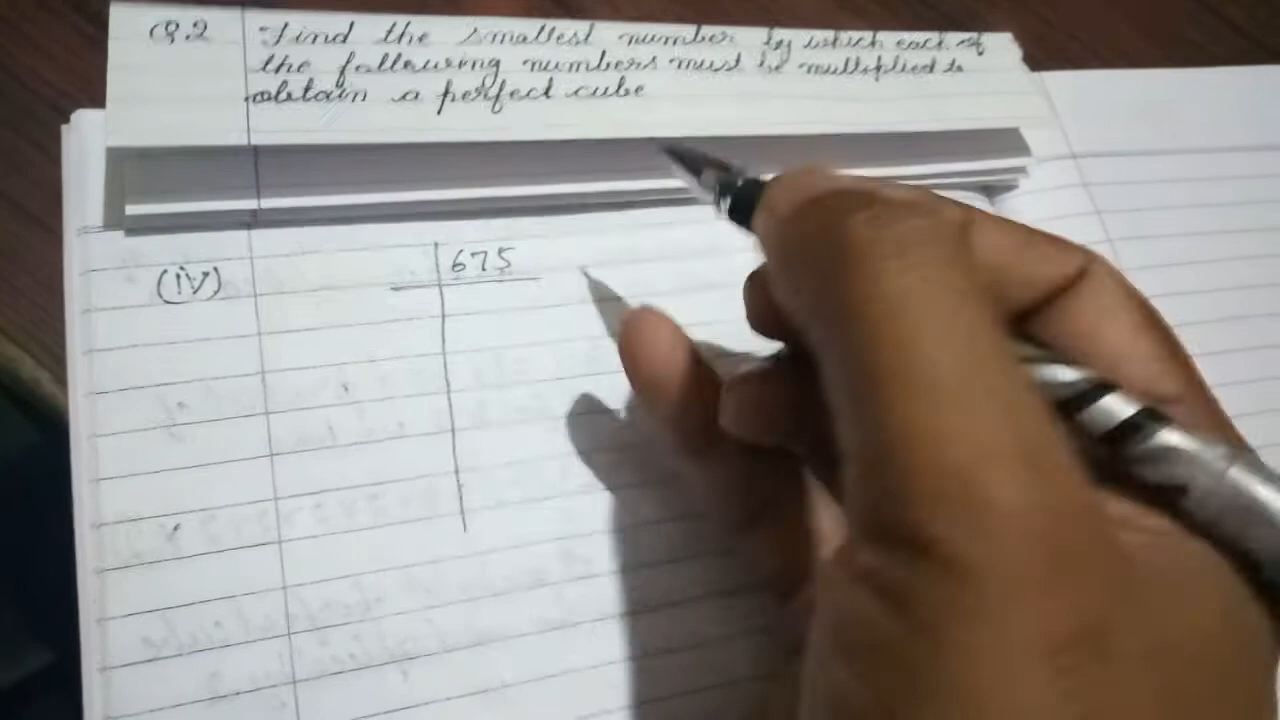 Q.2 Find the smallest number by which each of
the following numbers must be multiplied to
obtain a perfect cube
(iv) 675